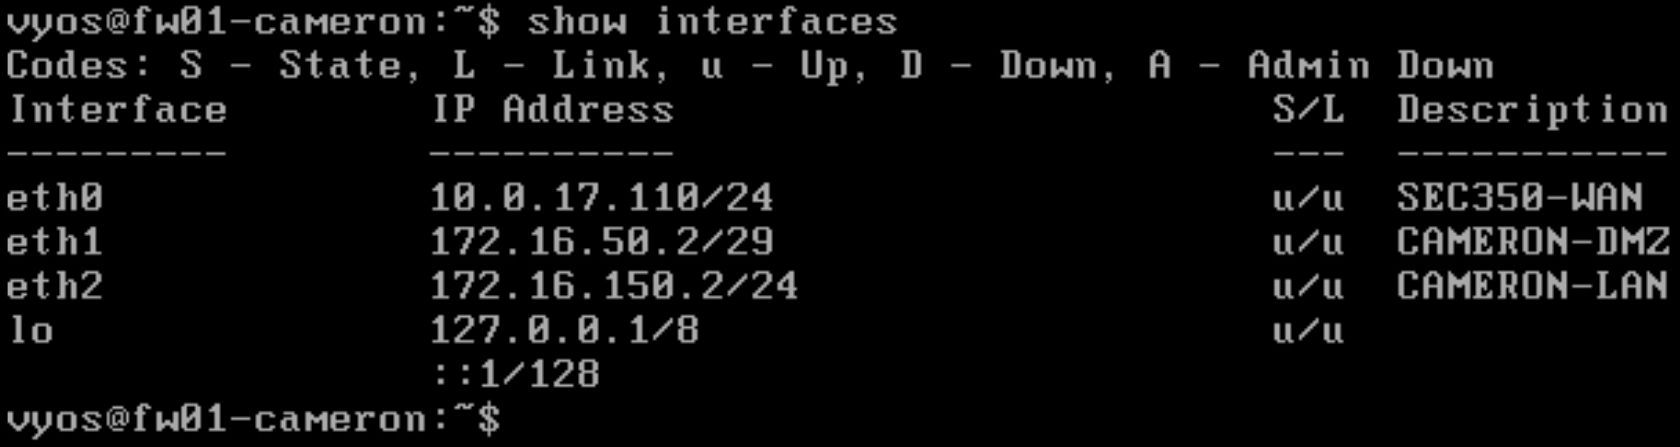 vyos@fw01-cameron:~$ show interfaces
Codes: S - State, L - Link, u - Up, D - Down, A - Admin Down
Interface        IP Address                        S/L  Description
---------        ----------                        ---  -----------
eth0             10.0.17.110/24                    u/u  SEC350-WAN
eth1             172.16.50.2/29                    u/u  CAMERON-DMZ
eth2             172.16.150.2/24                   u/u  CAMERON-LAN
lo               127.0.0.1/8                       u/u
                 ::1/128
vyos@fw01-cameron:~$